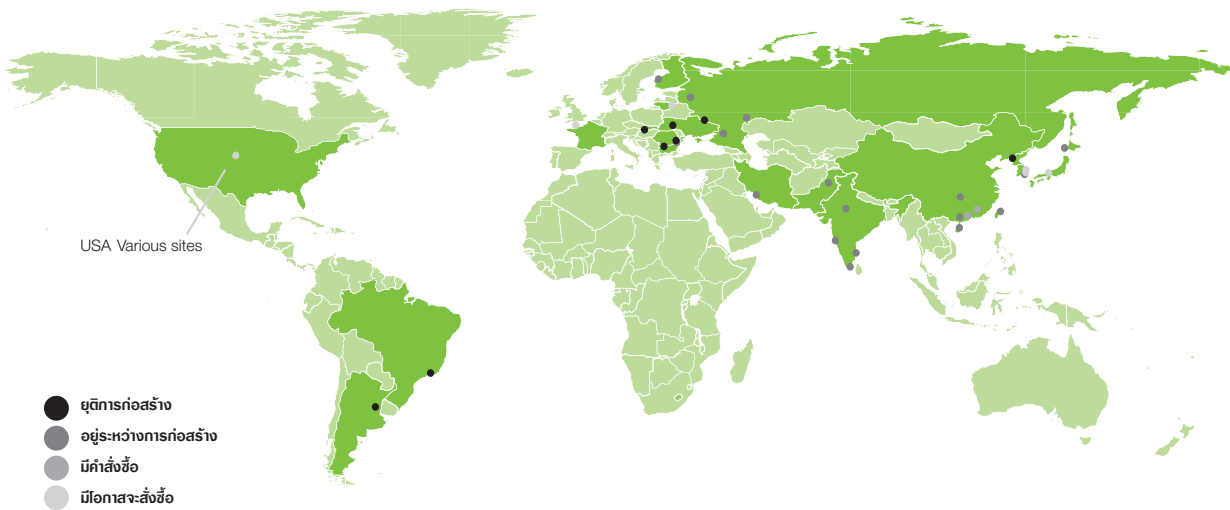 USA Various sites
ยุติการก่อสร้าง
อยู่ระหว่างการก่อสร้าง
มีคำสั่งซื้อ
มีโอกาสจะสั่งซื้อ